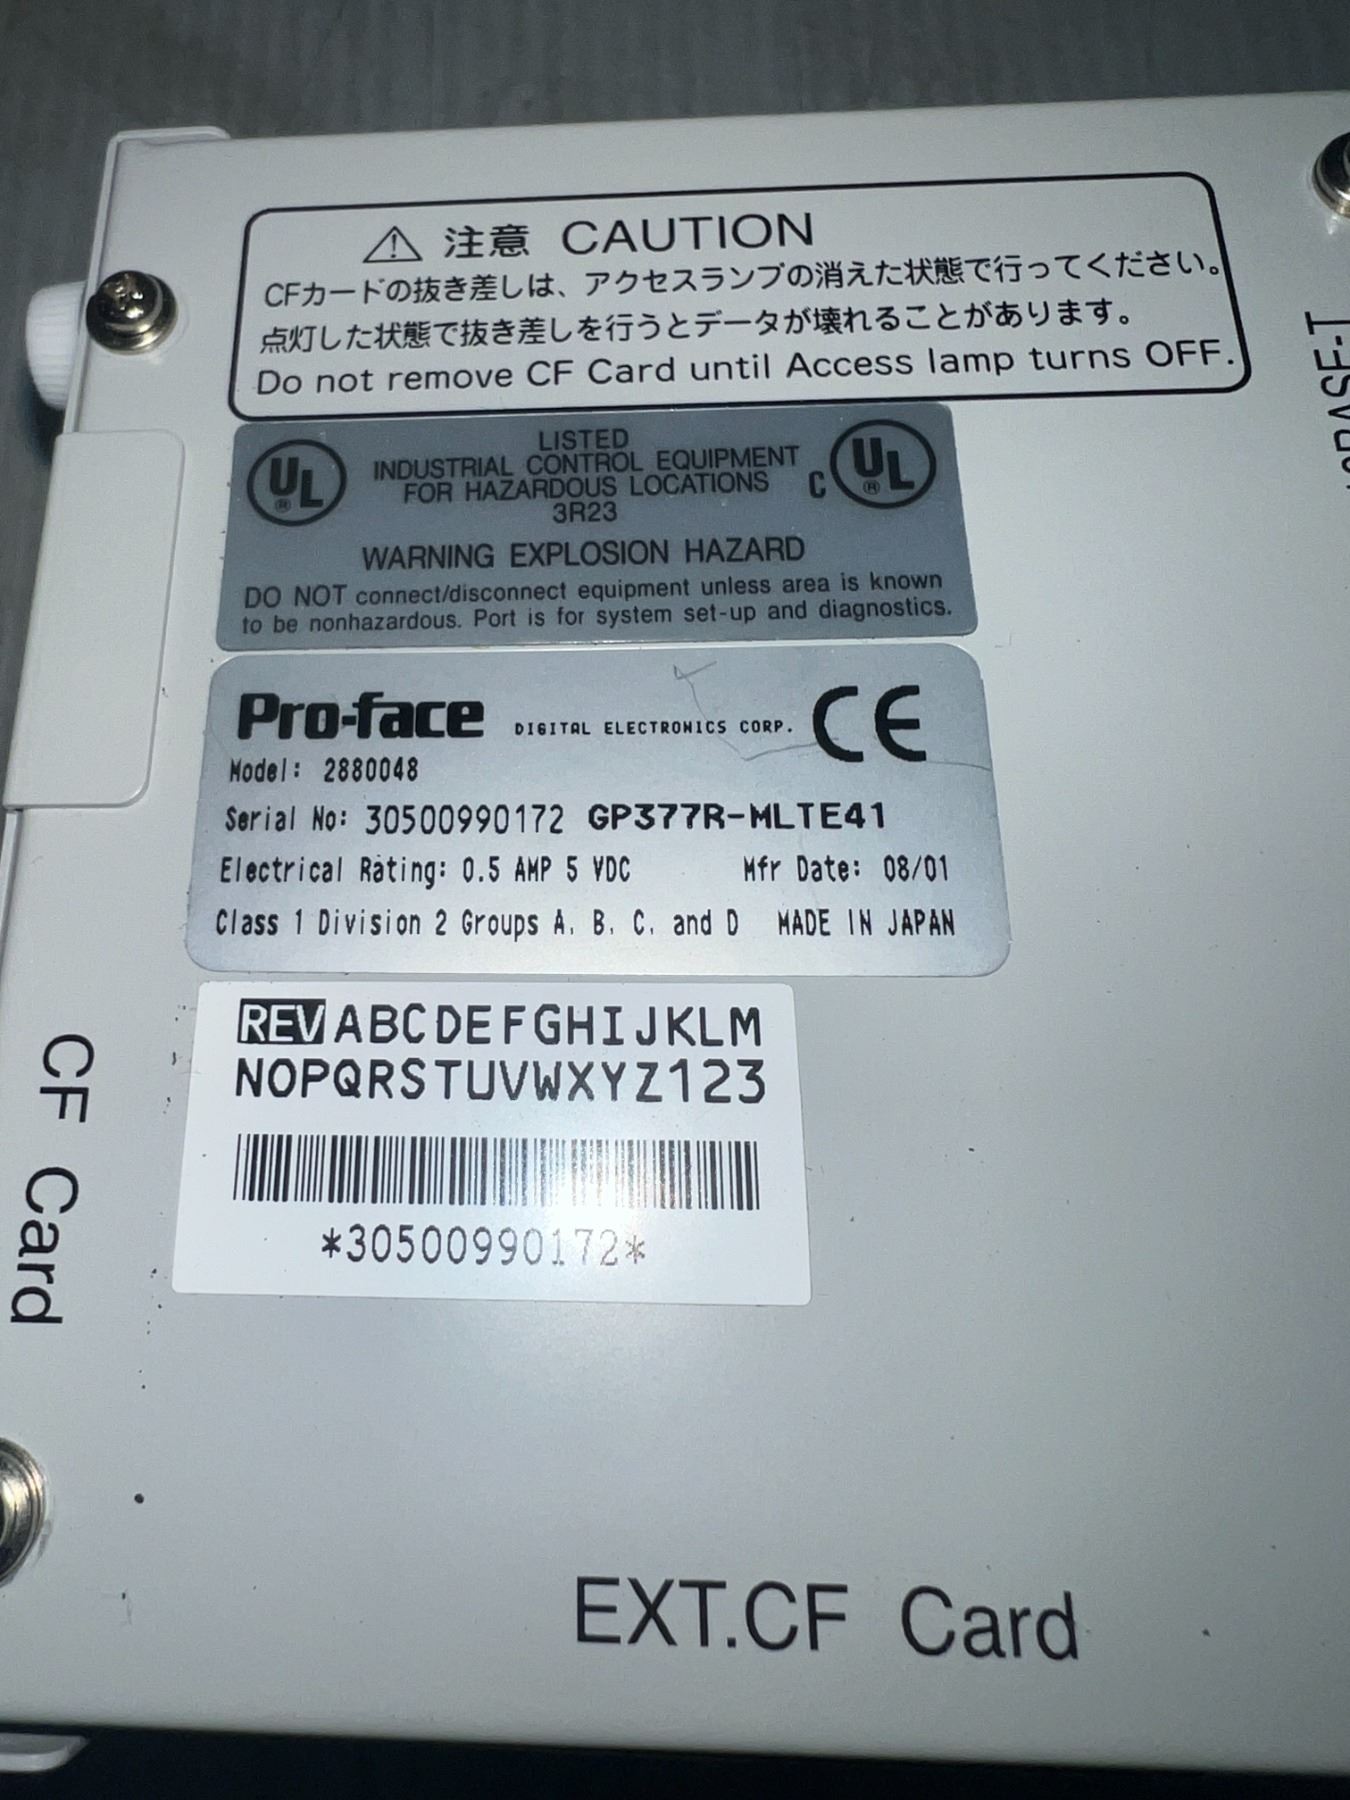 注意 CAUTION
CFカードの抜き差しは、アクセスランプの消えた状態で行ってください。
点灯した状態で抜き差しを行うとデータが壊れることがあります。
Do not remove CF Card until Access lamp turns OFF.
UL
LISTED
INDUSTRIAL CONTROL EQUIPMENT
FOR HAZARDOUS LOCATIONS
3R23
C UL
WARNING EXPLOSION HAZARD
DO NOT connect/disconnect equipment unless area is known
to be nonhazardous. Port is for system set-up and diagnostics.
Pro-face DIGITAL ELECTRONICS CORP. CE
Model: 2880048
Serial No: 30500990172 GP377R-MLTE41
Electrical Rating: 0.5 AMP 5 VDC Mfr Date: 08/01
Class 1 Division 2 Groups A, B, C, and D MADE IN JAPAN
REV ABCDEFGHIJKLM
NOPQRSTUVWXYZ123
*30500990172*
CF Card
EXT.CF Card